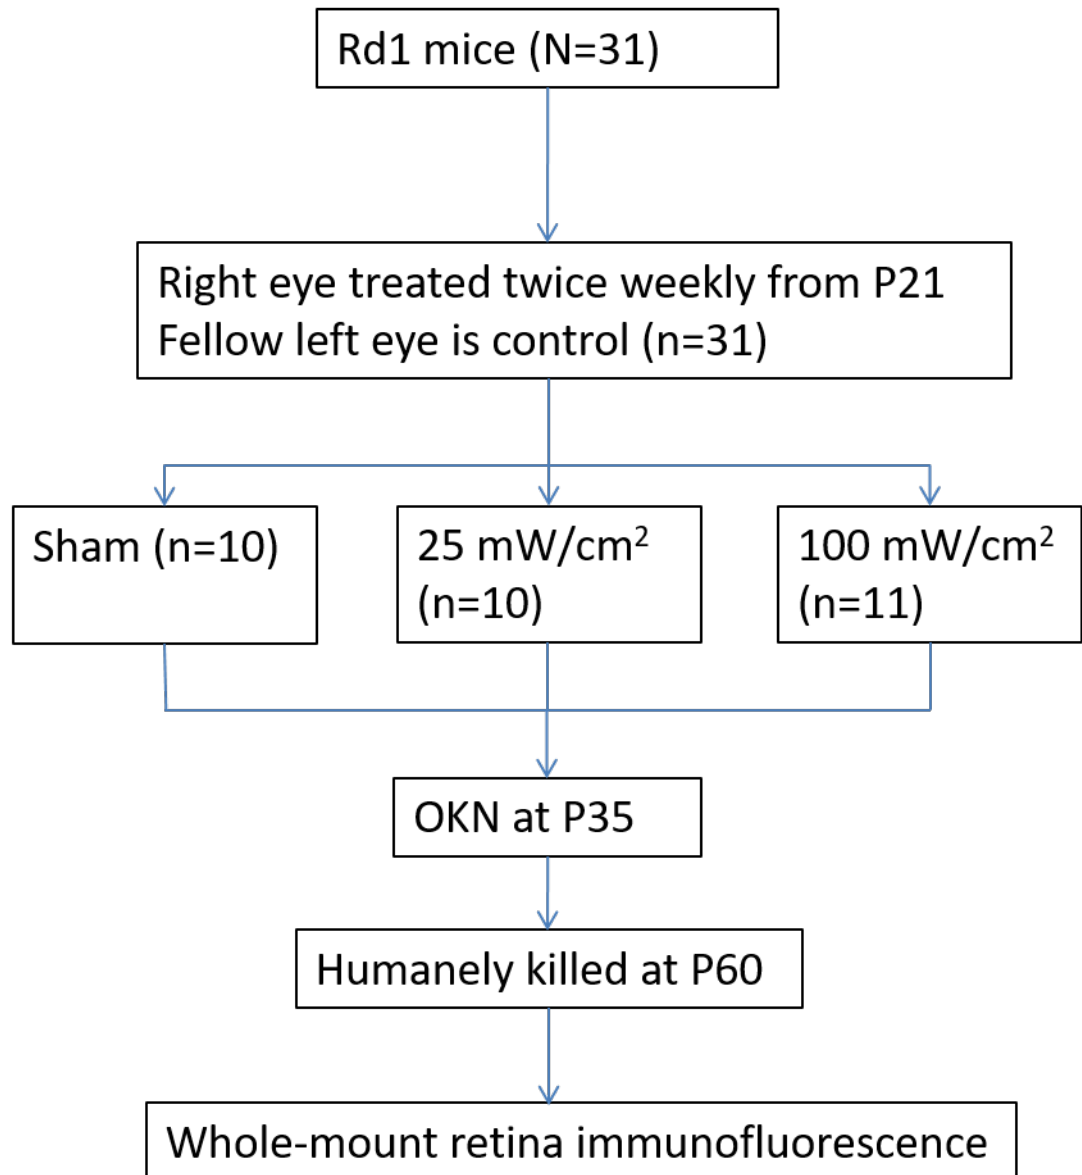 Rd1 mice (N=31)
Right eye treated twice weekly from P21
Fellow left eye is control (n=31)
Sham (n=10)
25 mW/cm²
(n=10)
100 mW/cm²
(n=11)
OKN at P35
Humanely killed at P60
Whole-mount retina immunofluorescence